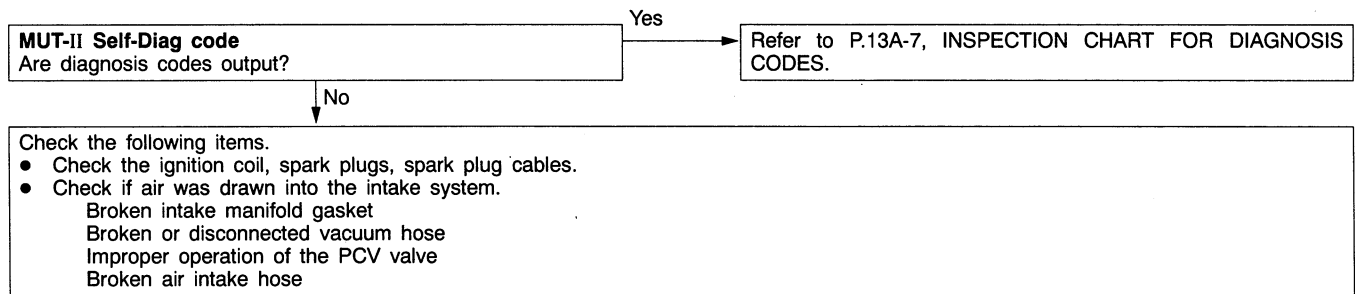 Yes
MUT-II Self-Diag code
Are diagnosis codes output?
Refer to P.13A-7, INSPECTION CHART FOR DIAGNOSIS
CODES.
No
Check the following items.
● Check the ignition coil, spark plugs, spark plug cables.
● Check if air was drawn into the intake system.
Broken intake manifold gasket
Broken or disconnected vacuum hose
Improper operation of the PCV valve
Broken air intake hose